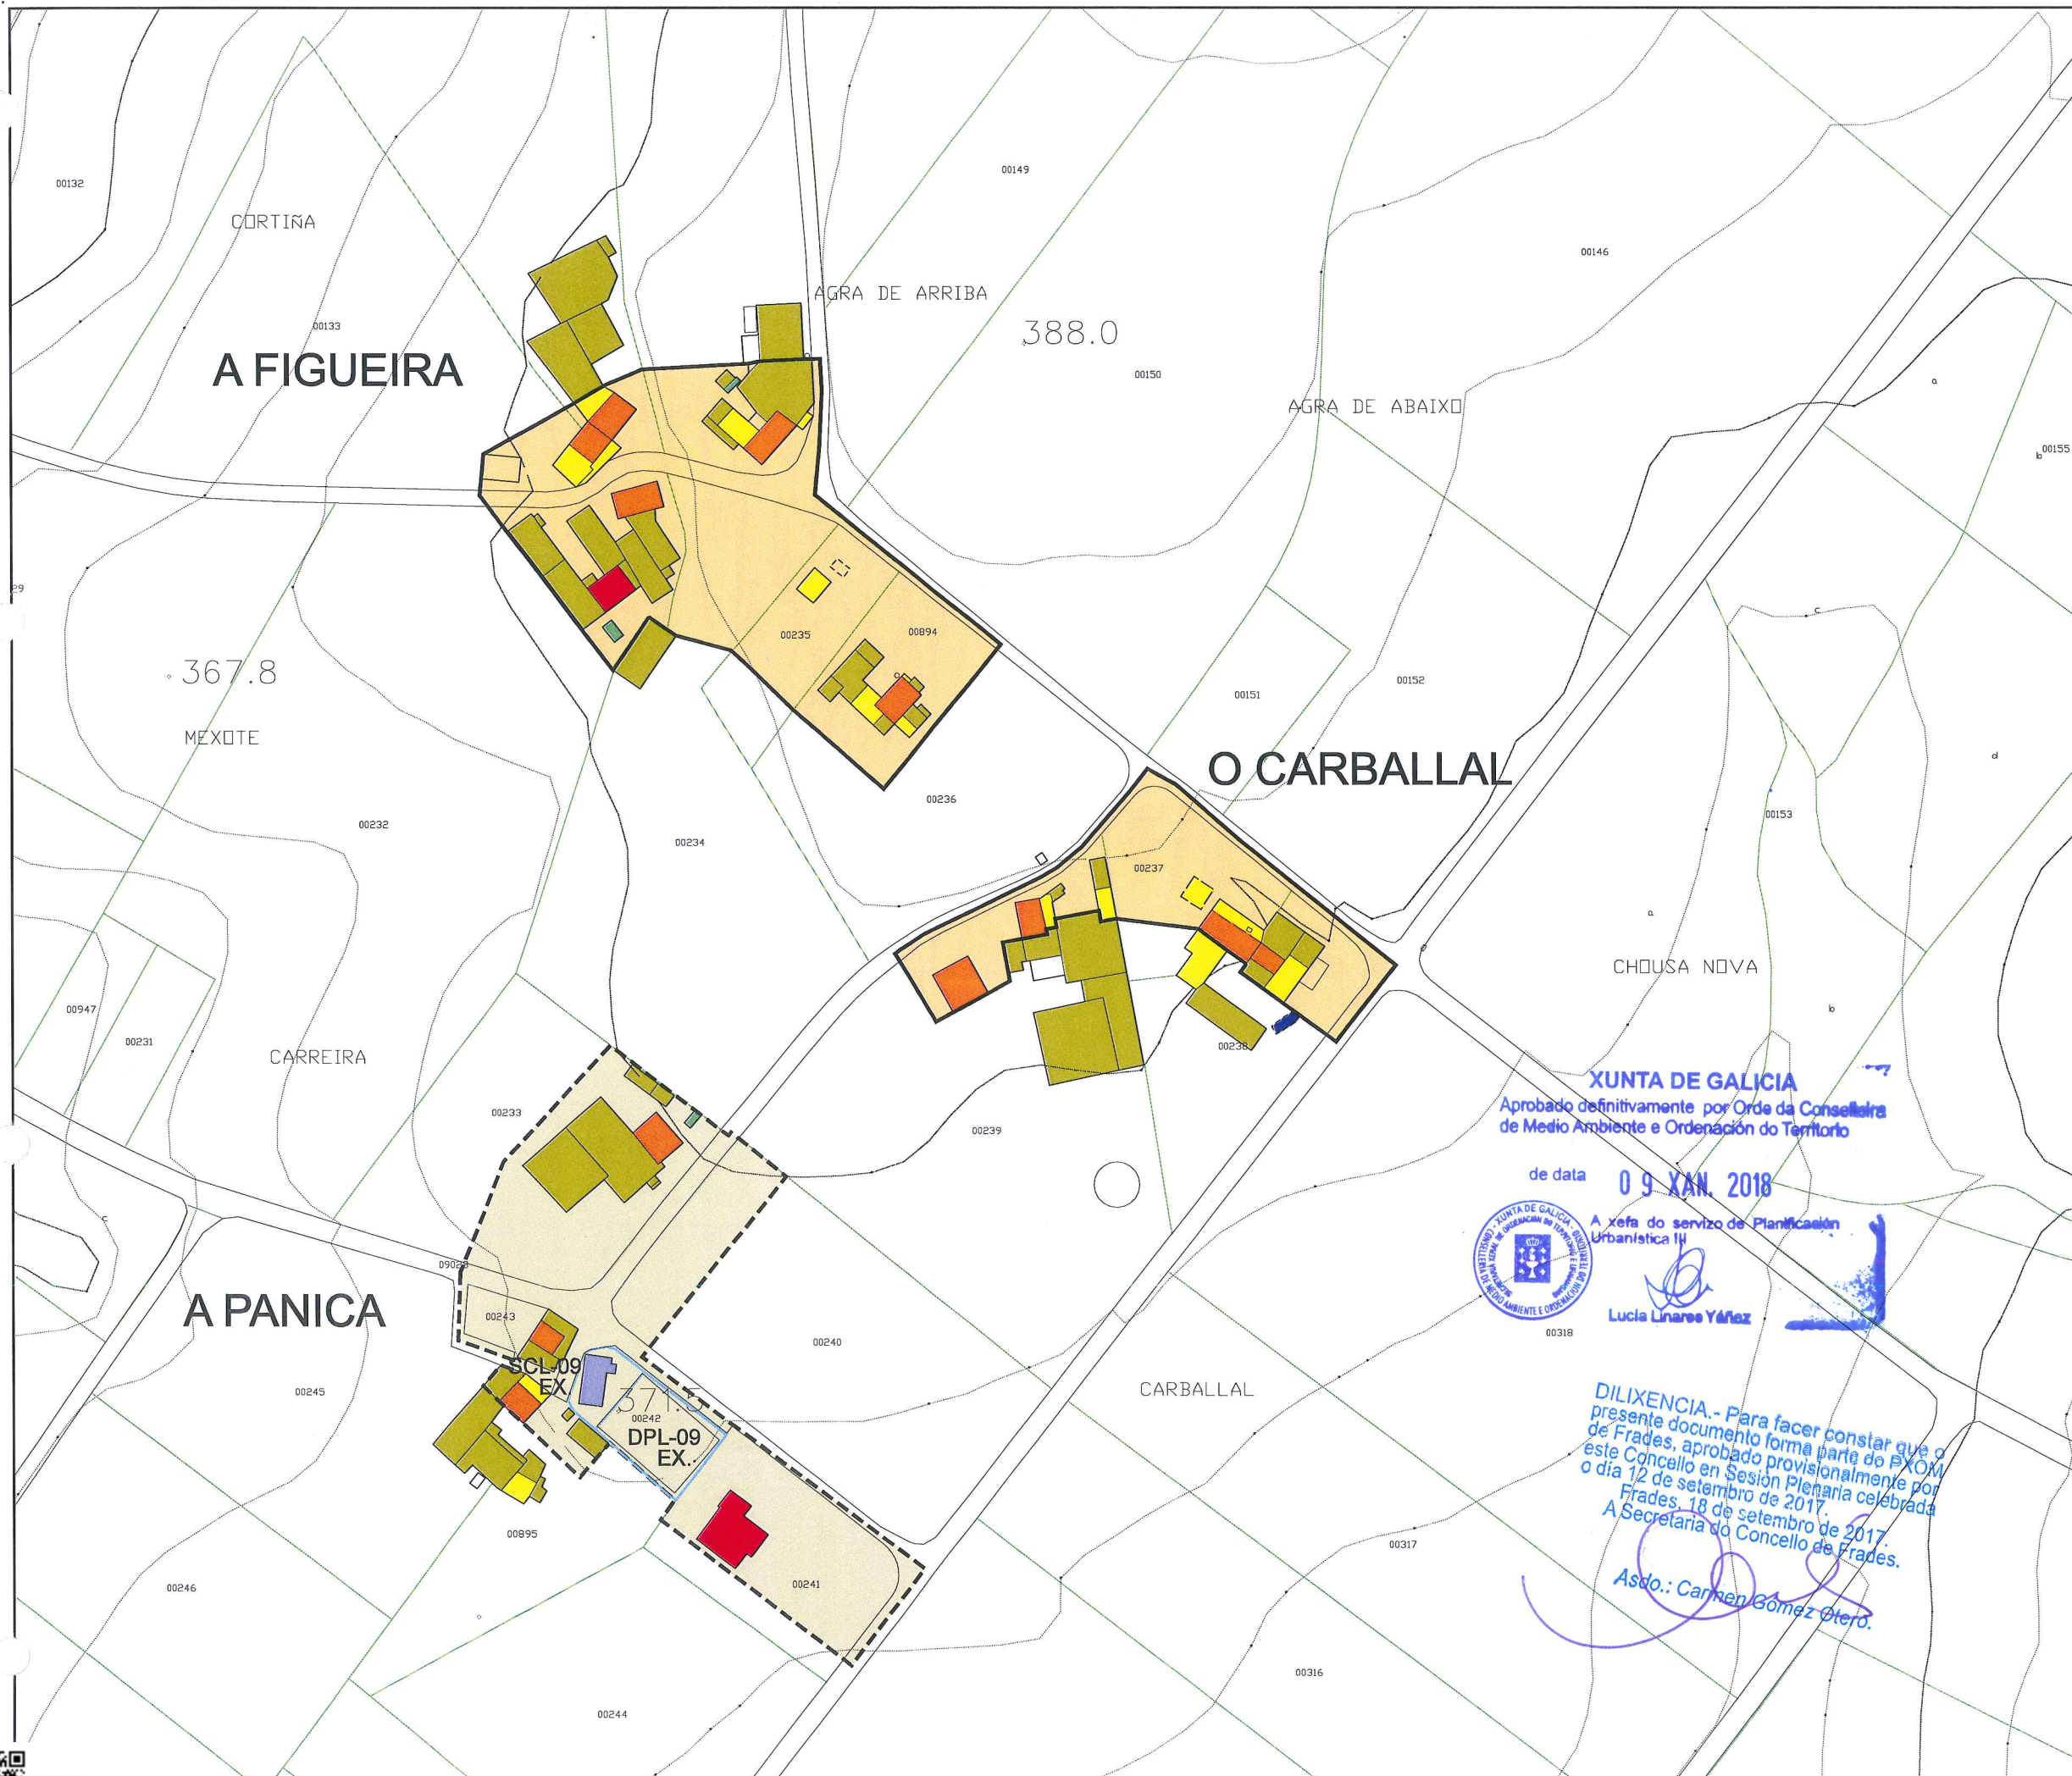 00132
CORTIÑA
00149
00146
AGRA DE ARRIBA
00133
388.0
A FIGUEIRA
00150
AGRA DE ABAIXO
a
b
00155
29
c
00235
00894
367.8
00151
00152
MEXOTE
d
O CARBALLAL
00236
00153
00232
00234
00237
a
CHOUSA NOVA
00947
b
00231
00238
CARREIRA
XUNTA DE GALICIA
Aprobado definitivamente por Orde da Conselleira
de Medio Ambiente e Ordenación do Territorio
00233
00239
de data 09 XAN. 2018
c
A xefa do servizo de Planificación
Urbanística III
Lucía Linares Yáñez
A PANICA
00243
00318
00240
SCL-09
EX.
371.5
00245
CARBALLAL
00242
DPL-09
EX.
DILIXENCIA.- Para facer constar que o
presente documento forma parte do PXOM
de Frades, aprobado provisionalmente por
este Concello en Sesión Plenaria celebrada
o día 12 de setembro de 2017.
Frades, 18 de setembro de 2017.
A Secretaria do Concello de Frades.
Asdo.: Carmen Gómez Otero.
00895
00317
00241
00246
00316
00244